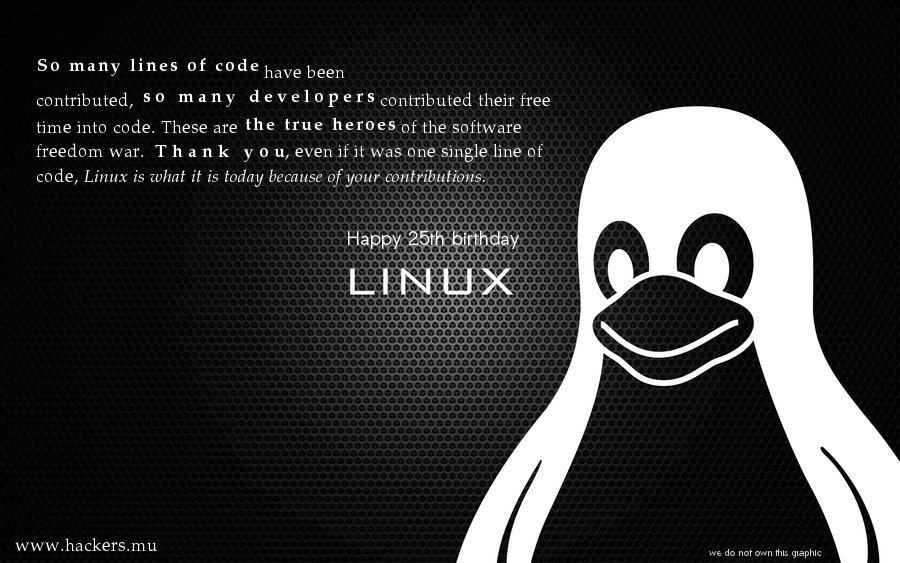 So many lines of code have been
contributed, so many developers contributed their free
time into code. These are the true heroes of the software
freedom war. Thank you, even if it was one single line of
code, Linux is what it is today because of your contributions.
Happy 25th birthday
LINUX
www.hackers.mu
we do not own this graphic